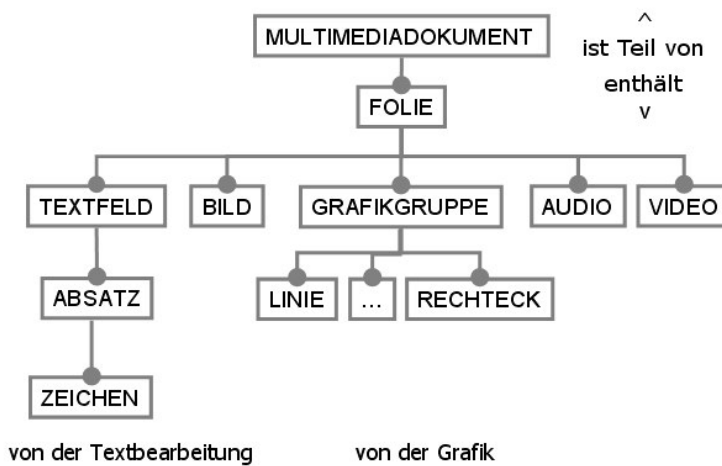 MULTIMEDIADOKUMENT
^
ist Teil von
enthält
v
FOLIE
TEXTFELD
BILD
GRAFIKGRUPPE
AUDIO
VIDEO
ABSATZ
LINIE
...
RECHTECK
ZEICHEN
von der Textbearbeitung
von der Grafik